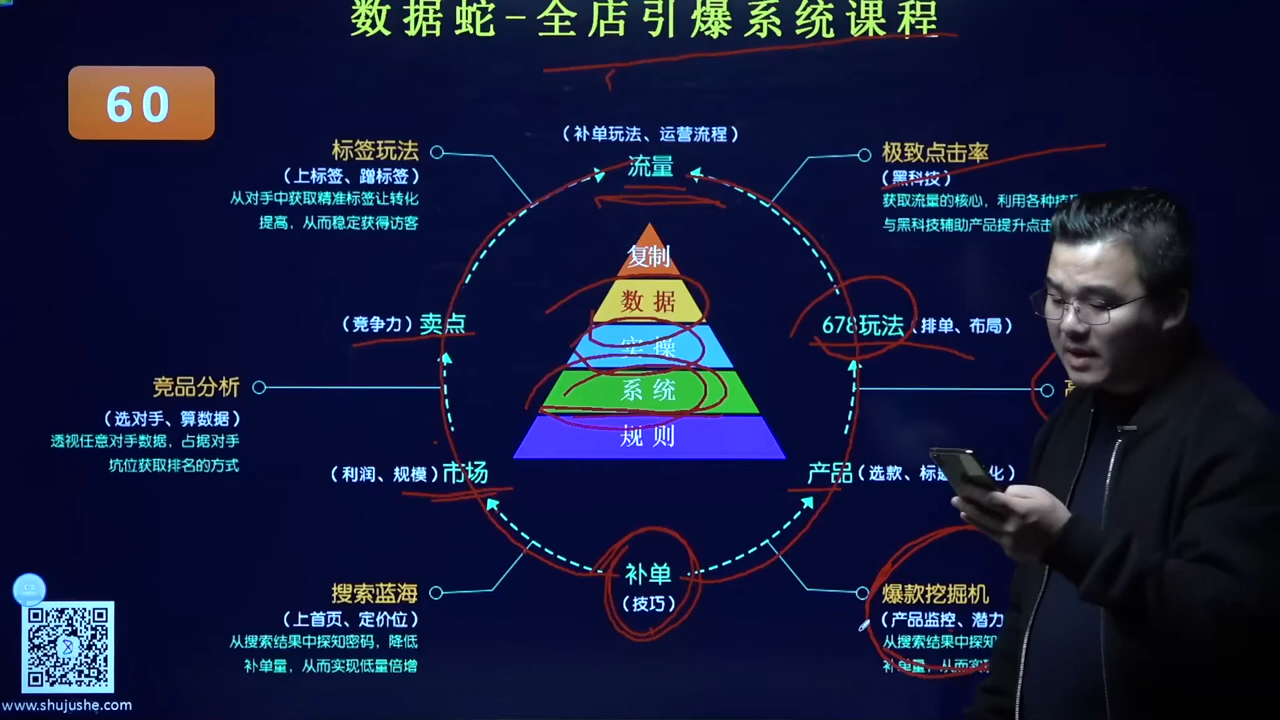 数据蛇-全店引爆系统课程
60
标签玩法
(上标签、蹭标签)
从对手中获取精准标签让转化
提高，从而稳定获得访客
(补单玩法、运营流程)
流量
极致点击率
(黑科技)
获取流量的核心，利用各种技
与黑科技辅助产品提升点击
复制
数据
实操
系统
规则
(竞争力)卖点
678玩法(排单、布局)
竞品分析
(选对手、算数据)
透视任意对手数据，占据对手
坑位获取排名的方式
高
(利润、规模)市场
产品(选款、标题 化)
补单
(技巧)
搜索蓝海
(上首页、定价位)
从搜索结果中探知密码，降低
补单量，从而实现低量倍增
爆款挖掘机
(产品监控、潜力
从搜索结果中探知
补单量，从而实现
www.shujushe.com